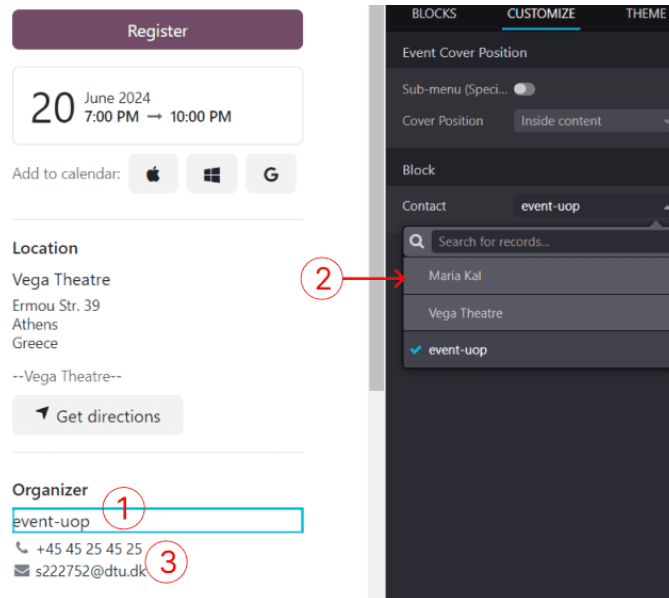 Register
20
June 2024
7:00 PM → 10:00 PM
Add to calendar:
G
Location
Vega Theatre
Ermou Str. 39
Athens
Greece
--Vega Theatre--
Get directions
Organizer
1
event-uop
+45 45 25 45 25
3
s222752@dtu.dk
BLOCKS CUSTOMIZE THEME
Event Cover Position
Sub-menu (Speci...
Cover Position Inside content
Block
Contact event-uop
Search for records...
2
Maria Kal
Vega Theatre
event-uop